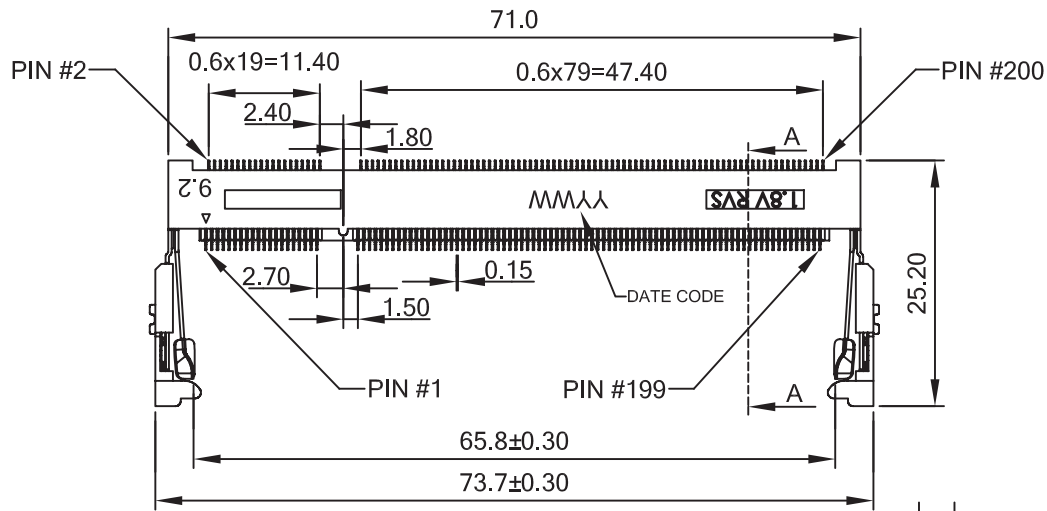 71.0
PIN #2
0.6x19=11.40
0.6x79=47.40
PIN #200
2.40
1.80
A
9.2
YYWW
1.8V RVS
2.70
0.15
1.50
DATE CODE
25.20
PIN #1
PIN #199
A
65.8±0.30
73.7±0.30